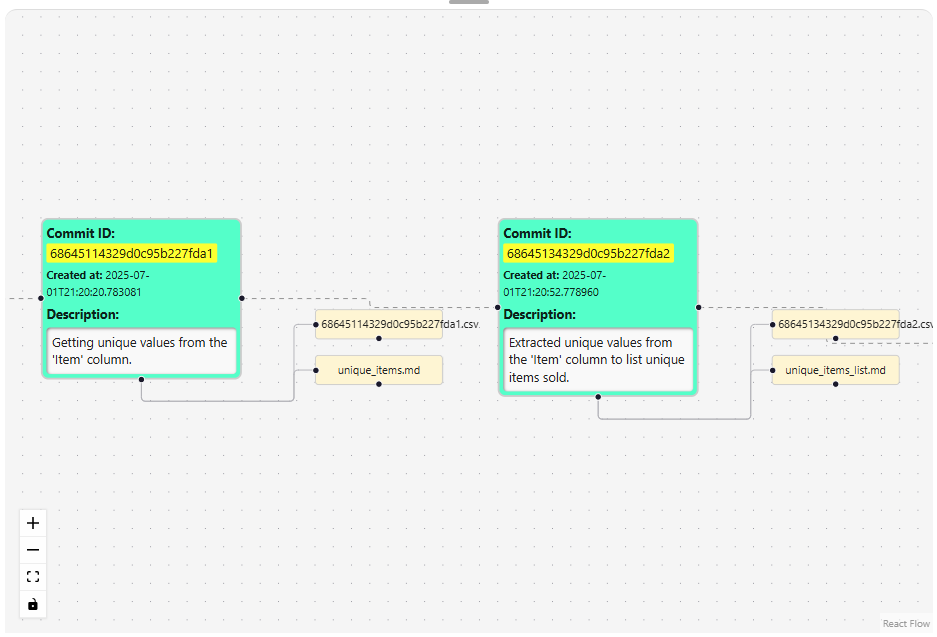 Commit ID:
68645114329d0c95b227fda1
Created at: 2025-07-
01T21:20:20.783081
Description:
Getting unique values from the
'Item' column.
68645114329d0c95b227fda1.csv
unique_items.md
Commit ID:
68645134329d0c95b227fda2
Created at: 2025-07-
01T21:20:52.778960
Description:
Extracted unique values from
the 'Item' column to list unique
items sold.
68645134329d0c95b227fda2.csv
unique_items_list.md
React Flow